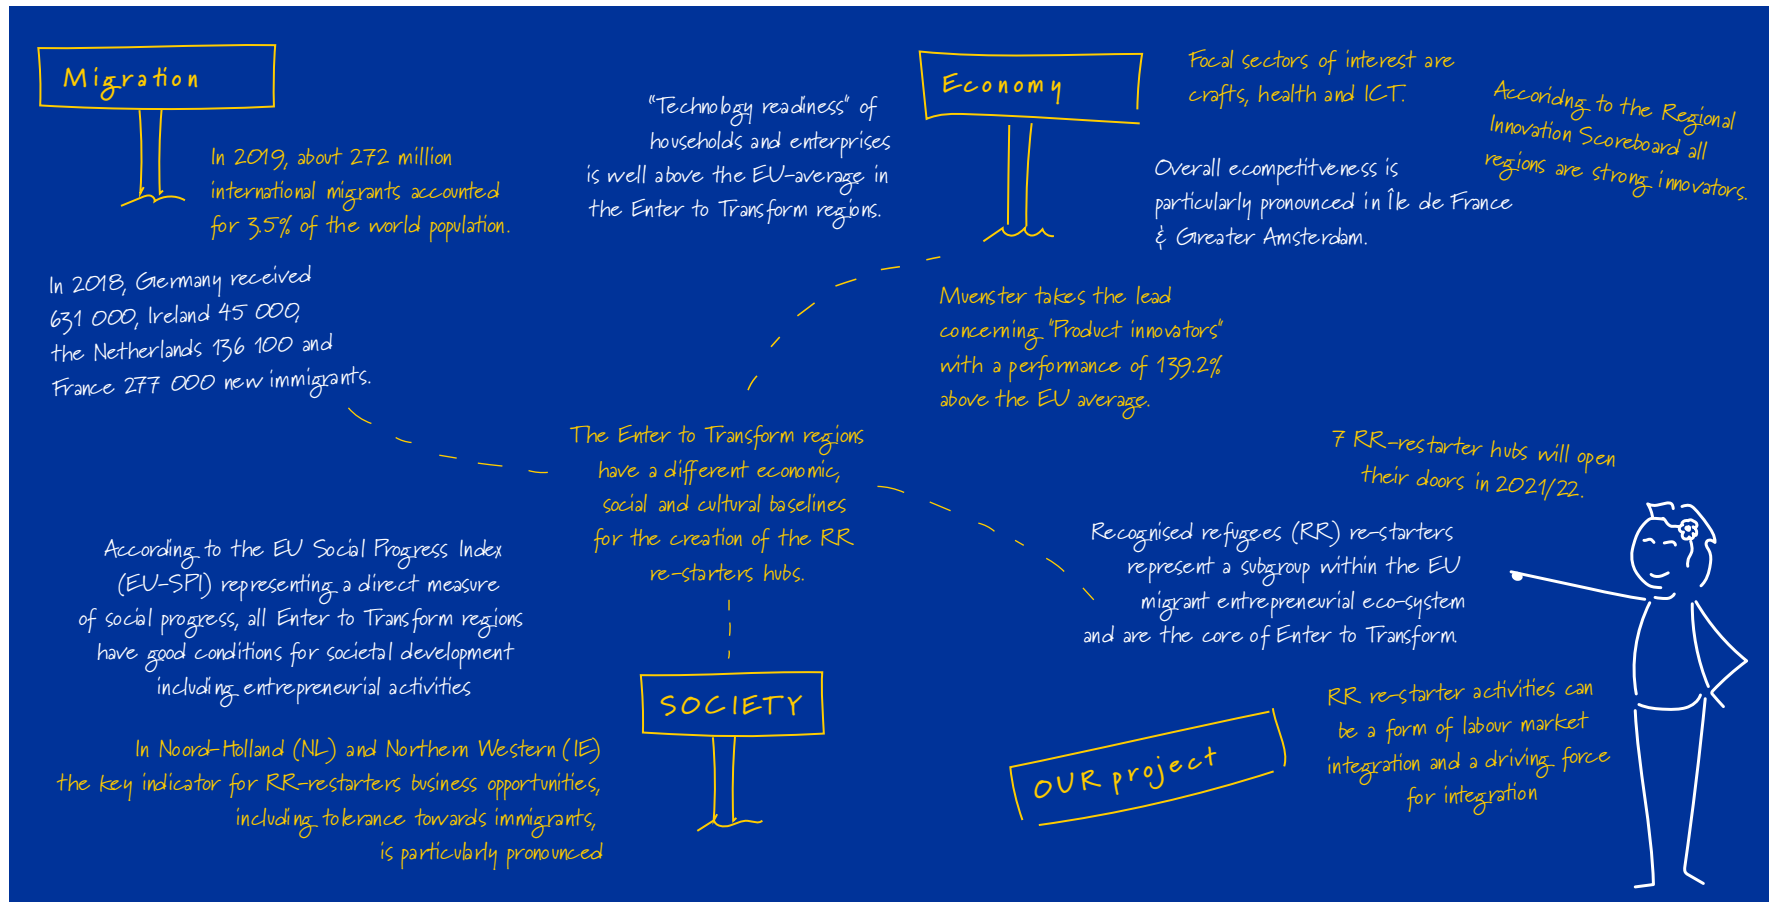 Migration
In 2019, about 272 million
international migrants accounted
for 3.5% of the world population.
In 2018, Germany received
631 000, Ireland 45 000,
the Netherlands 136 100 and
France 277 000 new immigrants.
"Technology readiness" of
households and enterprises
is well above the EU-average in
the Enter to Transform regions.
Economy
Focal sectors of interest are
crafts, health and ICT.
Accoridng to the Regional
Innovation Scoreboard all
regions are strong innovators.
Overall ecompetitveness is
particularly pronounced in Île de France
& Greater Amsterdam.
Muenster takes the lead
concerning "Product innovators"
with a performance of 139.2%
above the EU average.
The Enter to Transform regions
have a different economic,
social and cultural baselines
for the creation of the RR
re-starters hubs.
According to the EU Social Progress Index
(EU-SPI) representing a direct measure
of social progress, all Enter to Transform regions
have good conditions for societal development
including entrepreneurial activities
In Noord-Holland (NL) and Northern Western (IE)
the key indicator for RR-restarters business opportunities,
including tolerance towards immigrants,
is particularly pronounced
SOCIETY
7 RR-restarter hubs will open
their doors in 2021/22.
Recognised refugees (RR) re-starters
represent a subgroup within the EU
migrant entrepreneurial eco-system
and are the core of Enter to Transform
RR re-starter activities can
be a form of labour market
integration and a driving force
for integration
OUR project